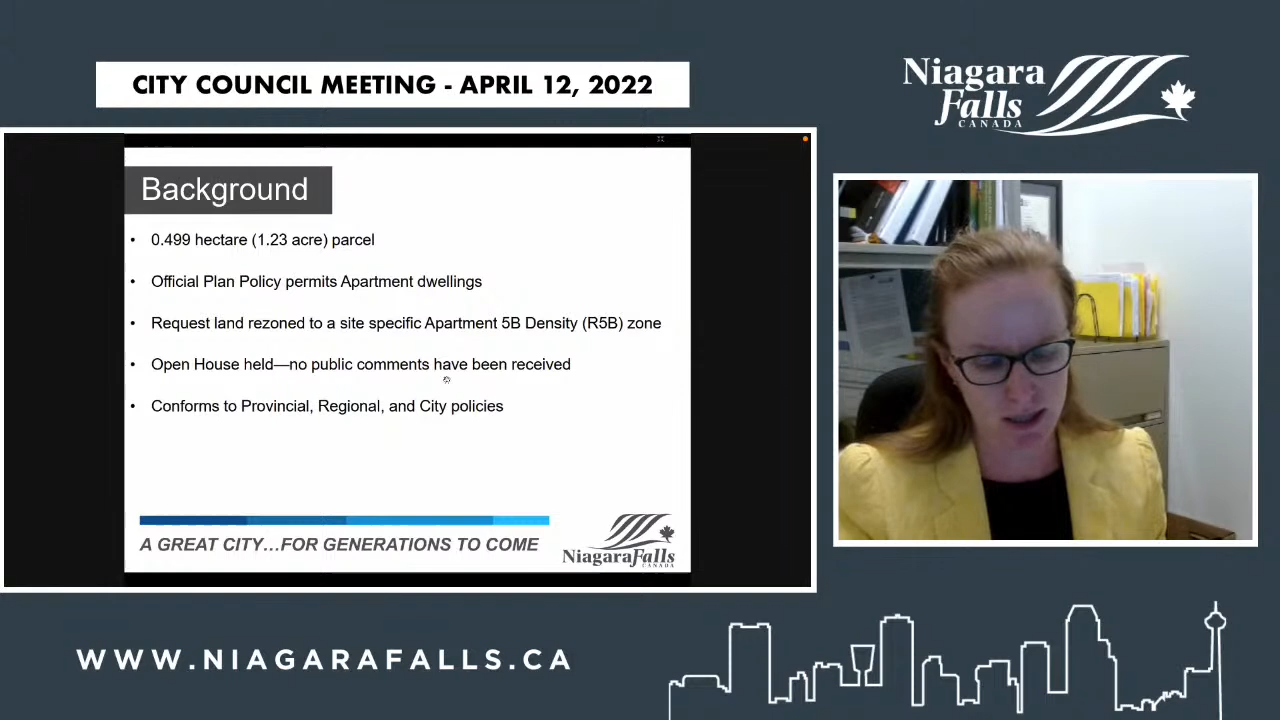 CITY COUNCIL MEETING - APRIL 12, 2022
Niagara
Falls
CANADA
Background
• 0.499 hectare (1.23 acre) parcel
• Official Plan Policy permits Apartment dwellings
• Request land rezoned to a site specific Apartment 5B Density (R5B) zone
• Open House held—no public comments have been received
• Conforms to Provincial, Regional, and City policies
A GREAT CITY…FOR GENERATIONS TO COME
NiagaraFalls
CANADA
WWW.NIAGARAFALLS.CA